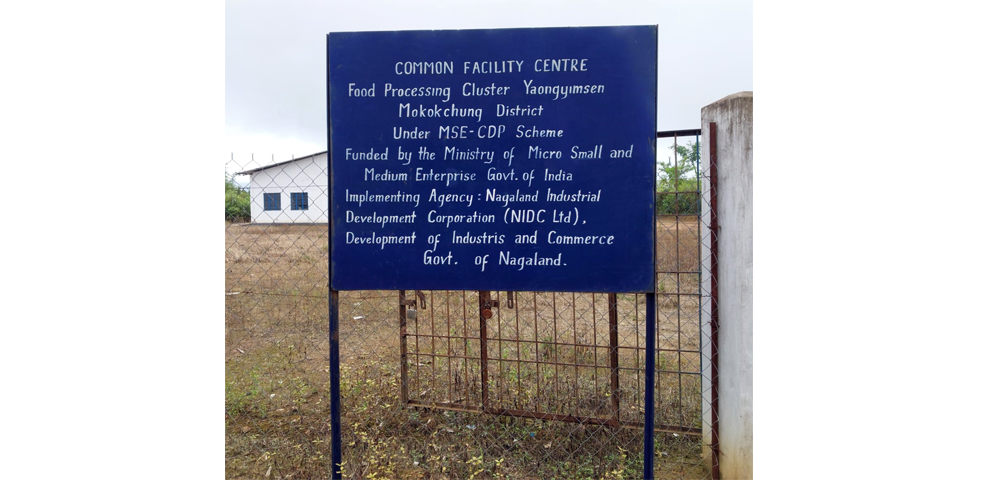 COMMON FACILITY CENTRE
Food Processing Cluster Yaongyimsen
Mokokchung District
Under MSE-CDP Scheme
Funded by the Ministry of Micro Small and
Medium Enterprise Govt. of India
Implementing Agency : Nagaland Industrial
Development Corporation (NIDC Ltd),
Development of Industris and Commerce
Govt. of Nagaland.